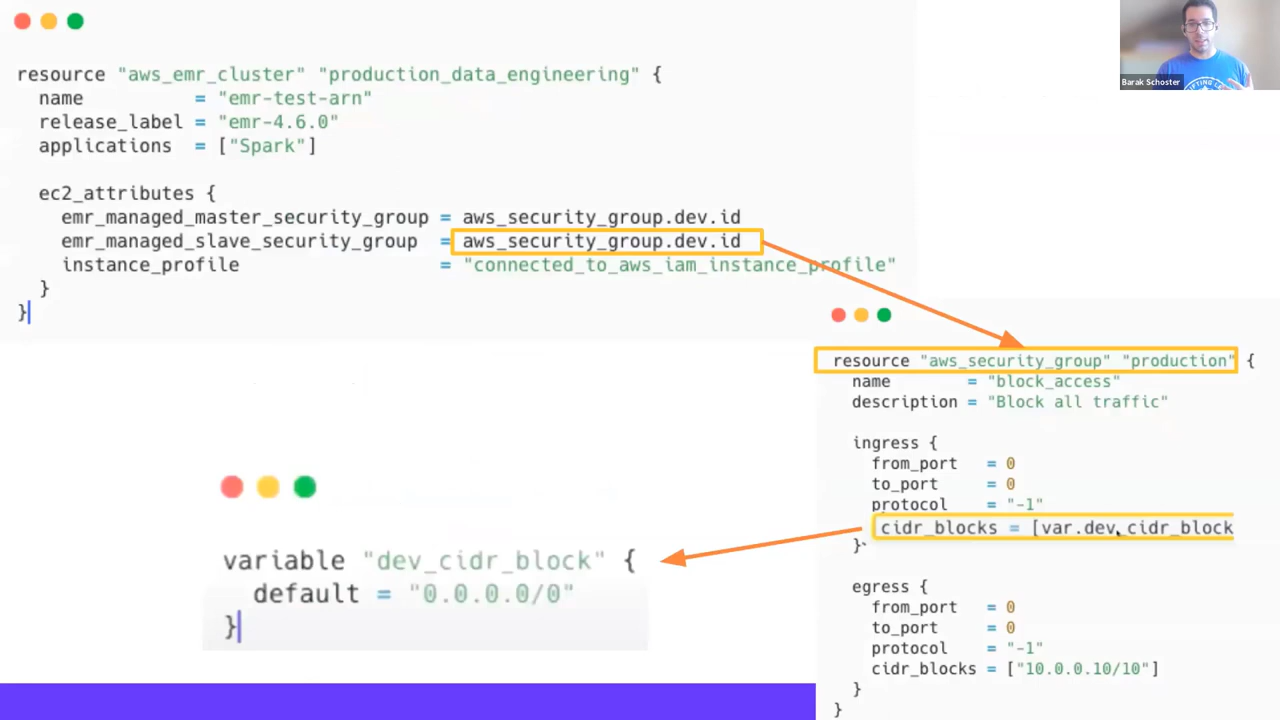 resource "aws_emr_cluster" "production_data_engineering" {
name = "emr-test-arn"
release_label = "emr-4.6.0"
applications = ["Spark"]
ec2_attributes {
emr_managed_master_security_group = aws_security_group.dev.id
emr_managed_slave_security_group = aws_security_group.dev.id
instance_profile = "connected_to_aws_iam_instance_profile"
}
}
Barak Schoster
resource "aws_security_group" "production" {
name = "block_access"
description = "Block all traffic"
ingress {
from_port = 0
to_port = 0
protocol = "-1"
cidr_blocks = [var.dev_cidr_block
}
egress {
from_port = 0
to_port = 0
protocol = "-1"
cidr_blocks = ["10.0.0.10/10"]
}
}
variable "dev_cidr_block" {
default = "0.0.0.0/0"
}